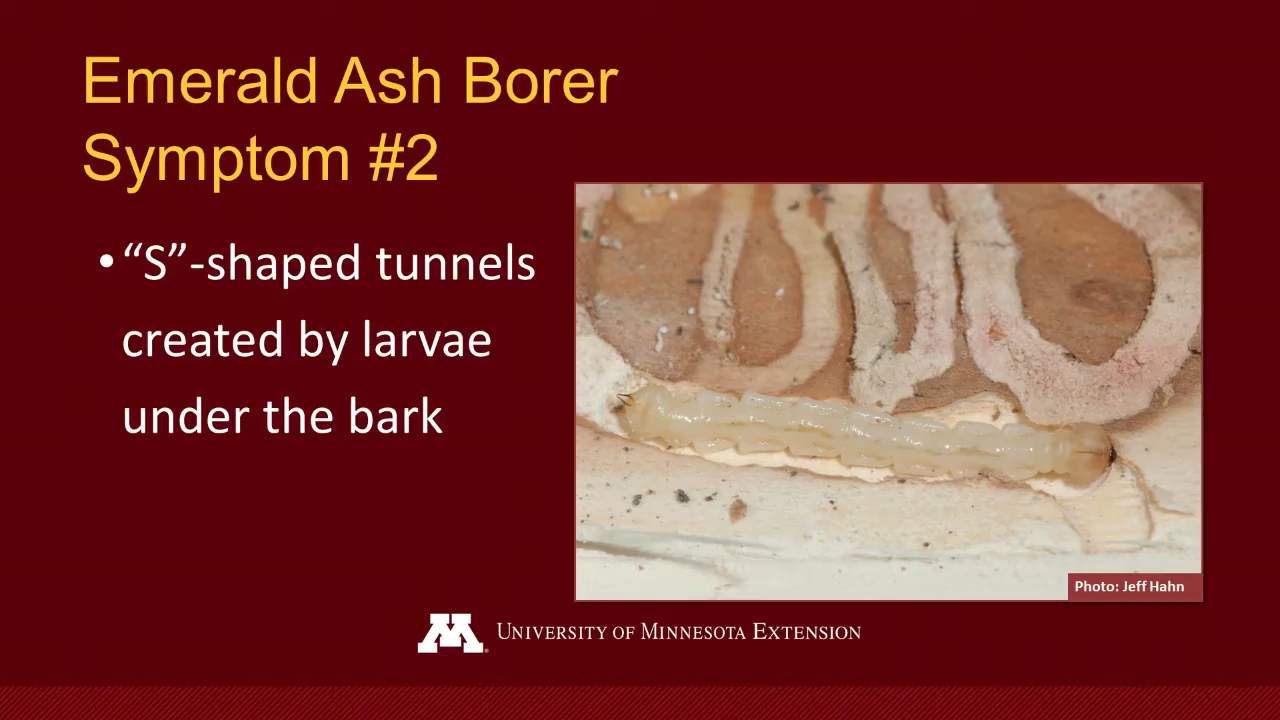 Emerald Ash Borer
Symptom #2
• “S”-shaped tunnels
created by larvae
under the bark
Photo: Jeff Hahn
M
UNIVERSITY OF MINNESOTA EXTENSION